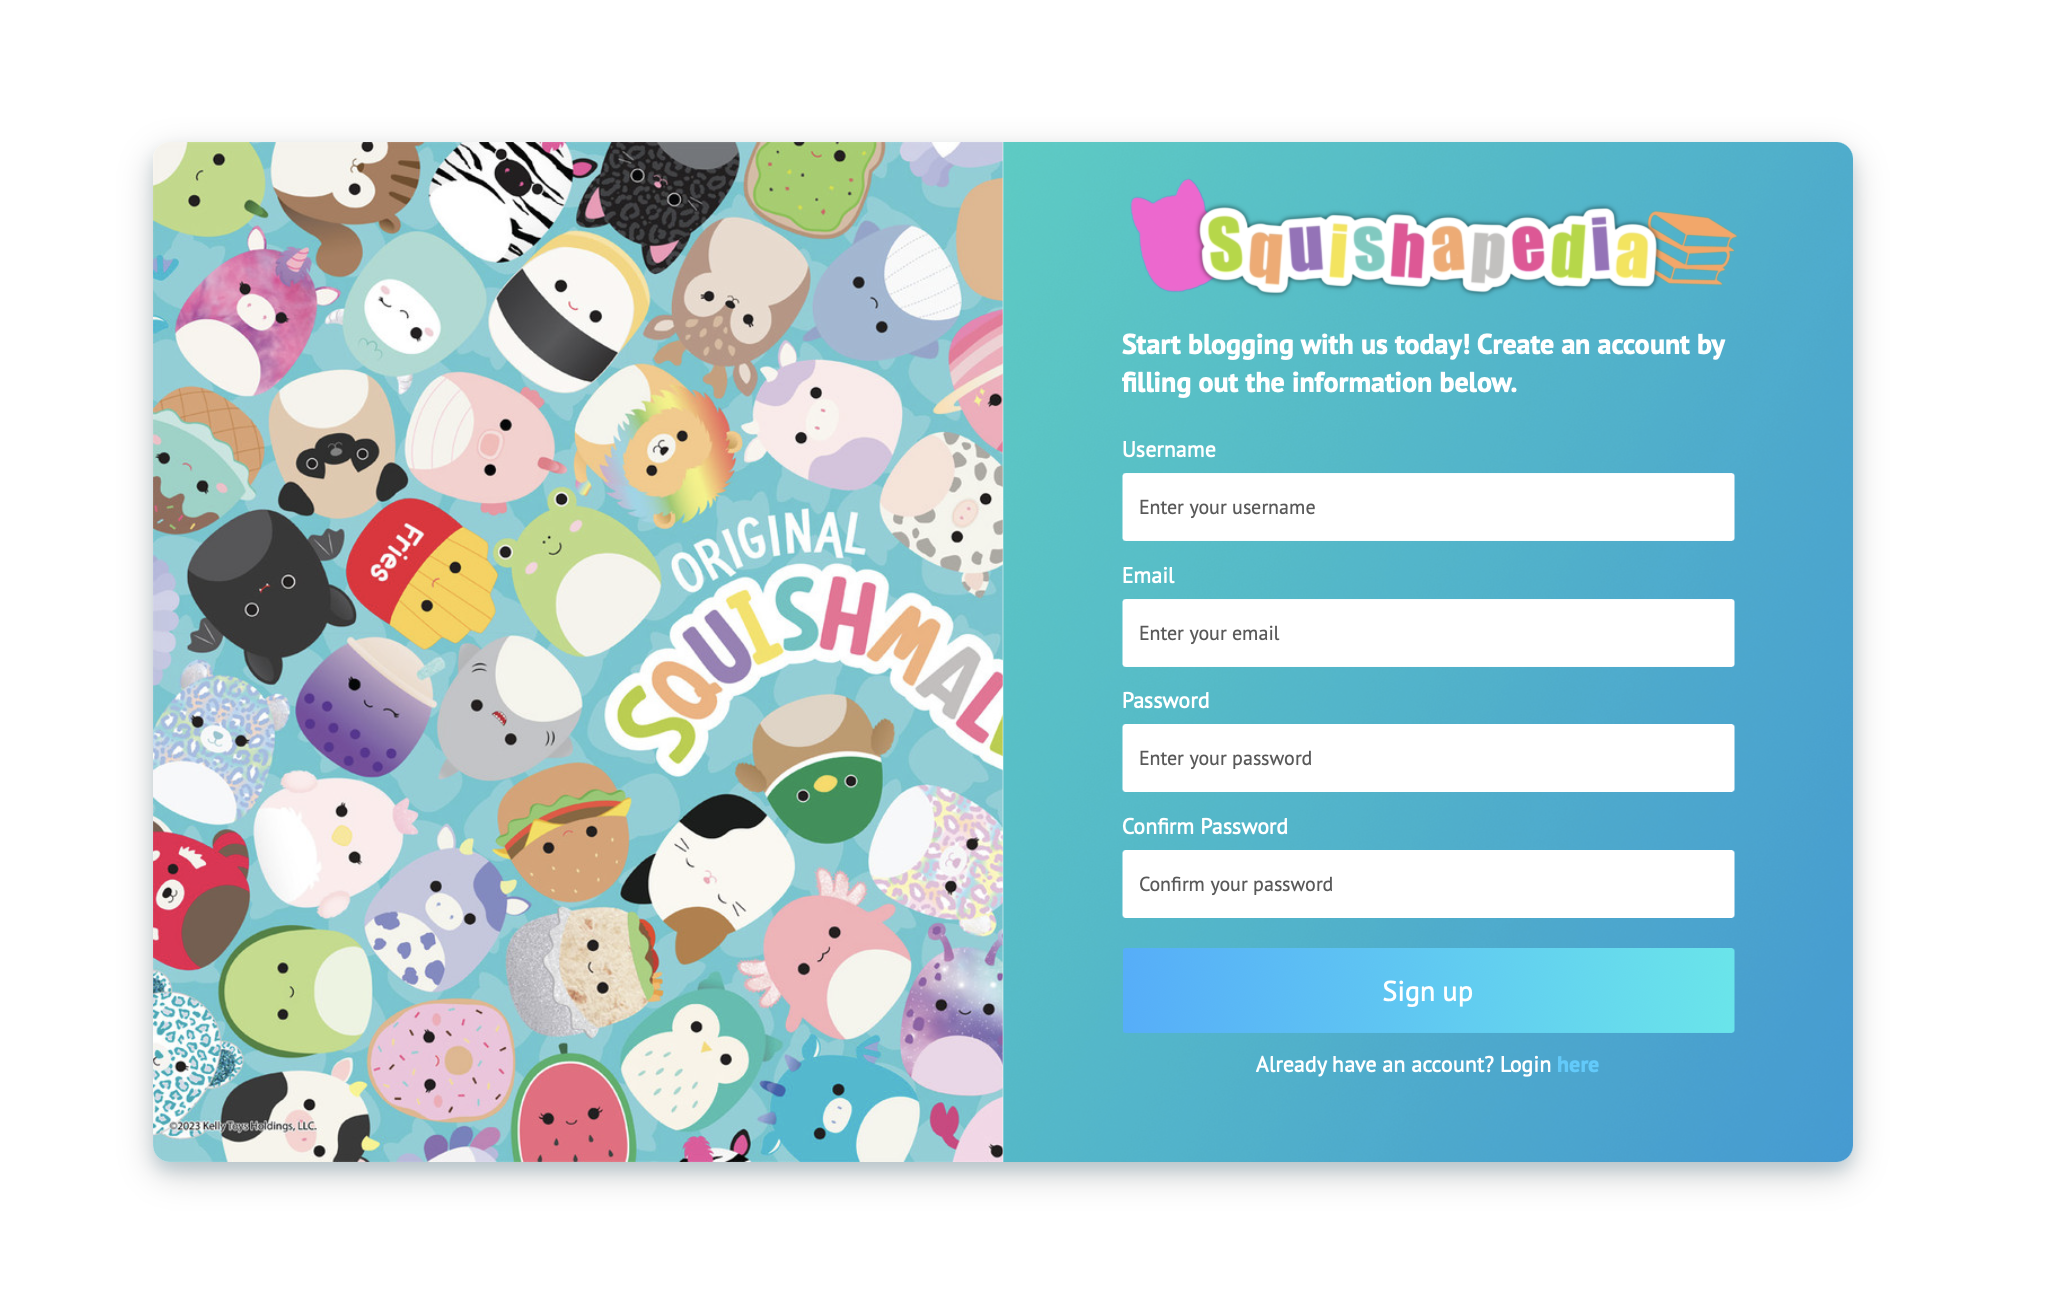 Fries
ORIGINAL
SQUISHMAL
©2023 Kelly Toys Holdings, LLC.
Squishapedia
Start blogging with us today! Create an account by
filling out the information below.
Username
Enter your username
Email
Enter your email
Password
Enter your password
Confirm Password
Confirm your password
Sign up
Already have an account? Login here